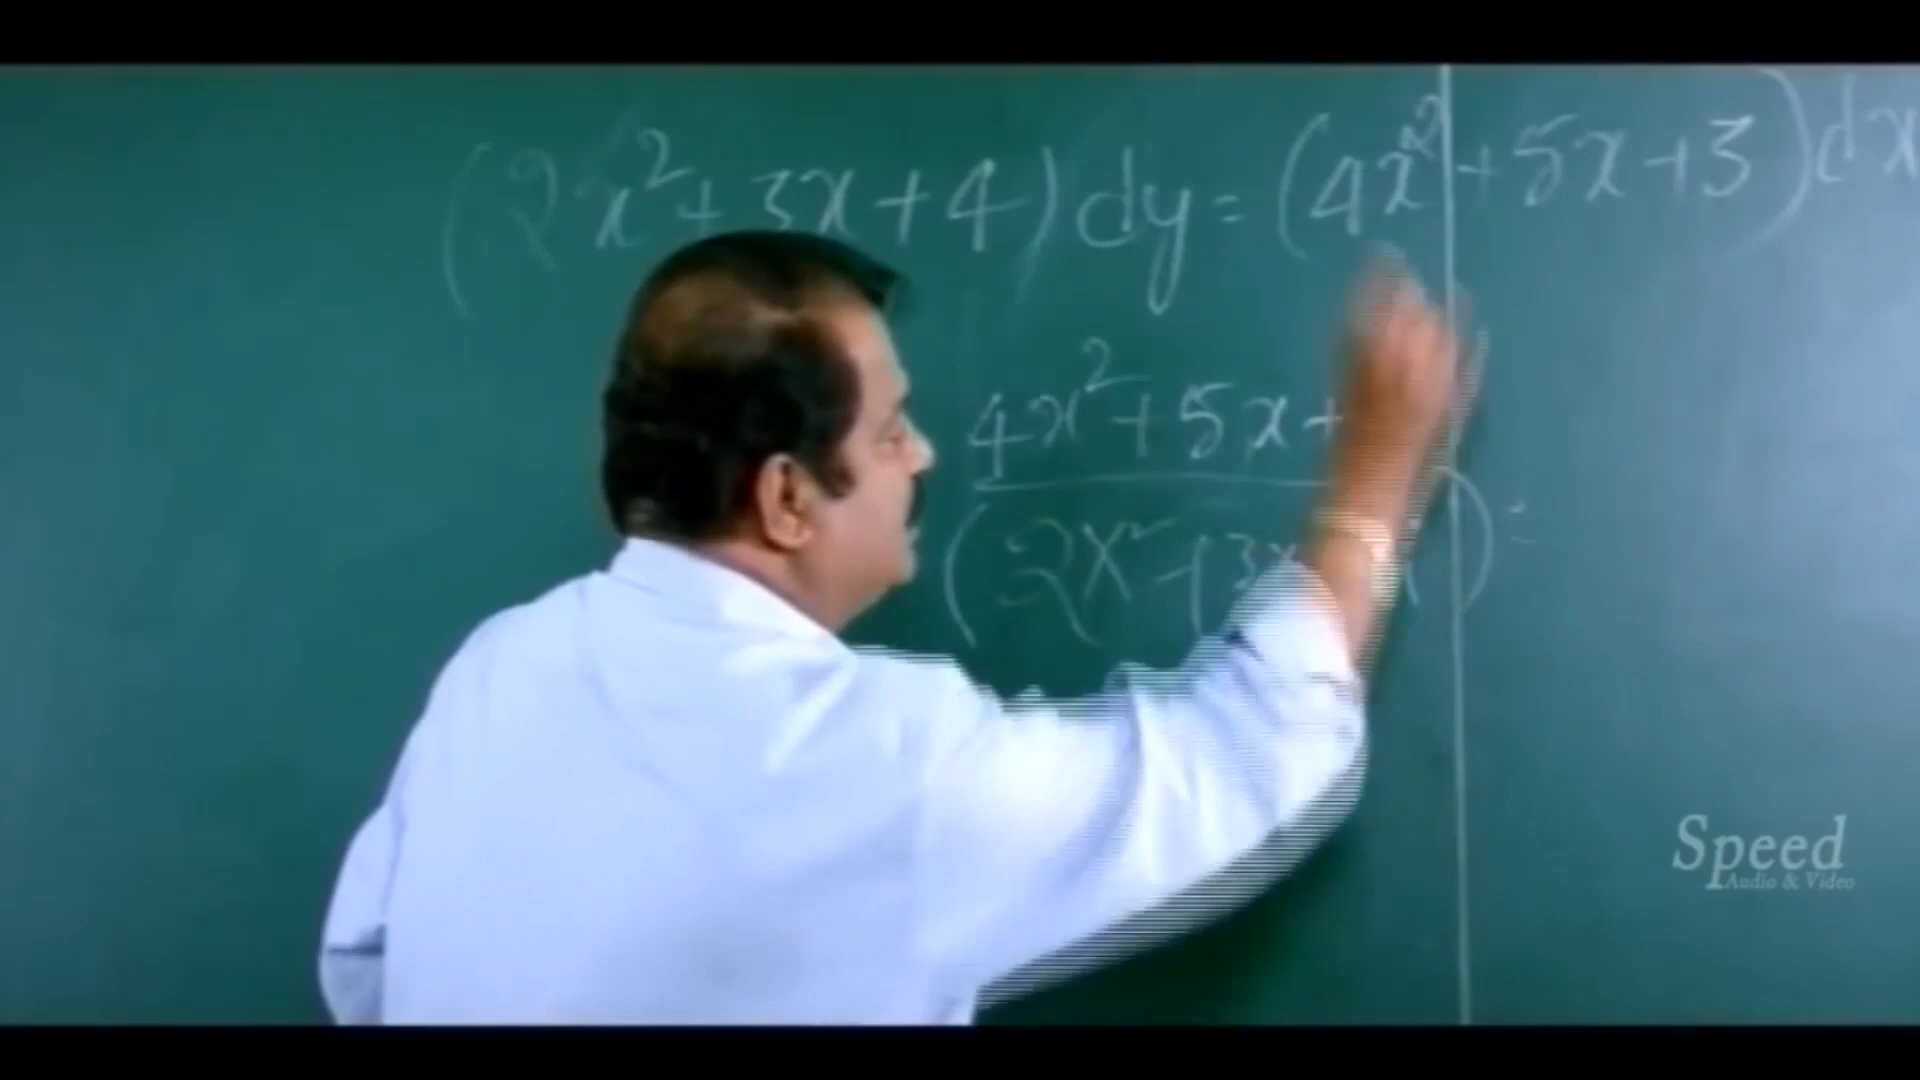 (2x²+3x+4)dy=(4x²+5x+3)dx
4x²+5x+
(2x²+3x ) =
Speed
Audio & Video